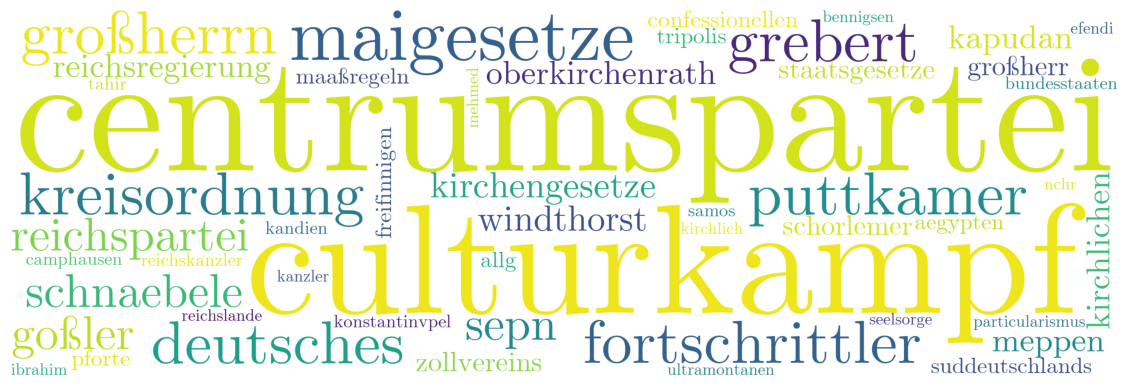 großherrn maigesetze confessionellen bennigsen
tripolis grebert kapudan efendi
reichsregierung maaßregeln oberkirchenrath staatsgesetze großherr
tahir bundesstaaten
centrumspartei
mehmed
freifinnigen
kreisordnung kirchengesetze puttkamer nchr
kirchlichen
reichspartei kandien windthorst samos schorlemer aegypten
kirchlich
camphausen reichskanzler allg
culturkampf
kanzler
schnaebele
reichslande konstantinvpel sepn seelsorge particularismus
goßler deutsches fortschrittler meppen
pforte zollvereins suddeutschlands
ibrahim ultramontanen